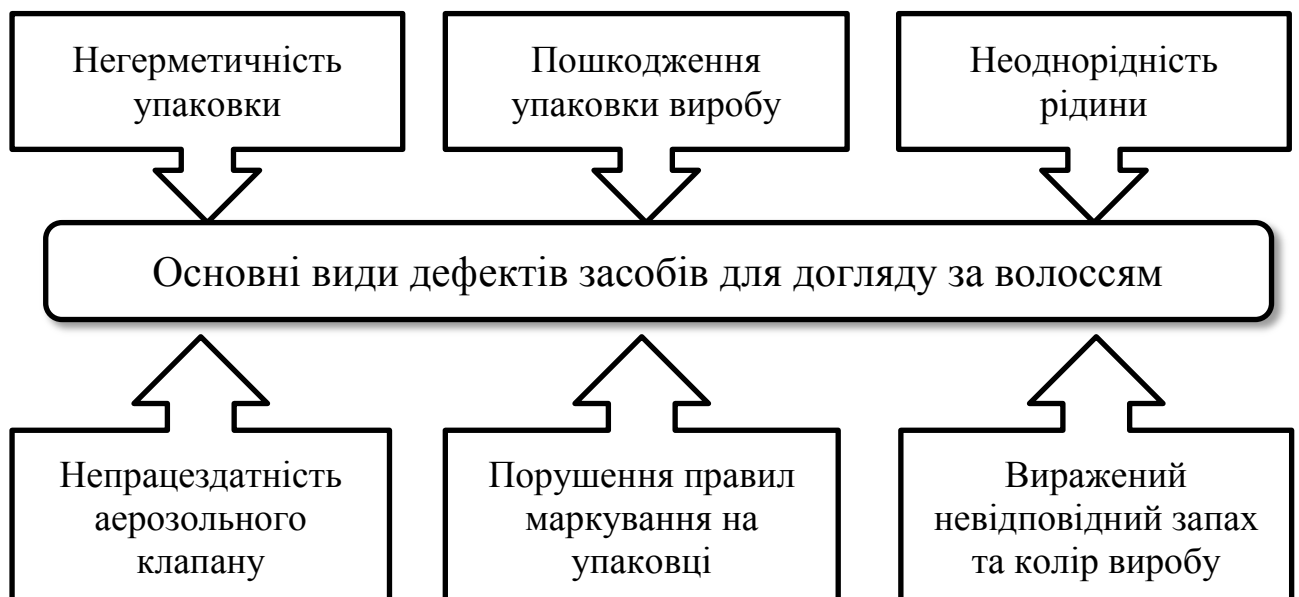 Негерметичність
упаковки
Пошкодження
упаковки виробу
Неоднорідність
рідини
Основні види дефектів засобів для догляду за волоссям
Непрацездатність
аерозольного
клапану
Порушення правил
маркування на
упаковці
Виражений
невідповідний запах
та колір виробу